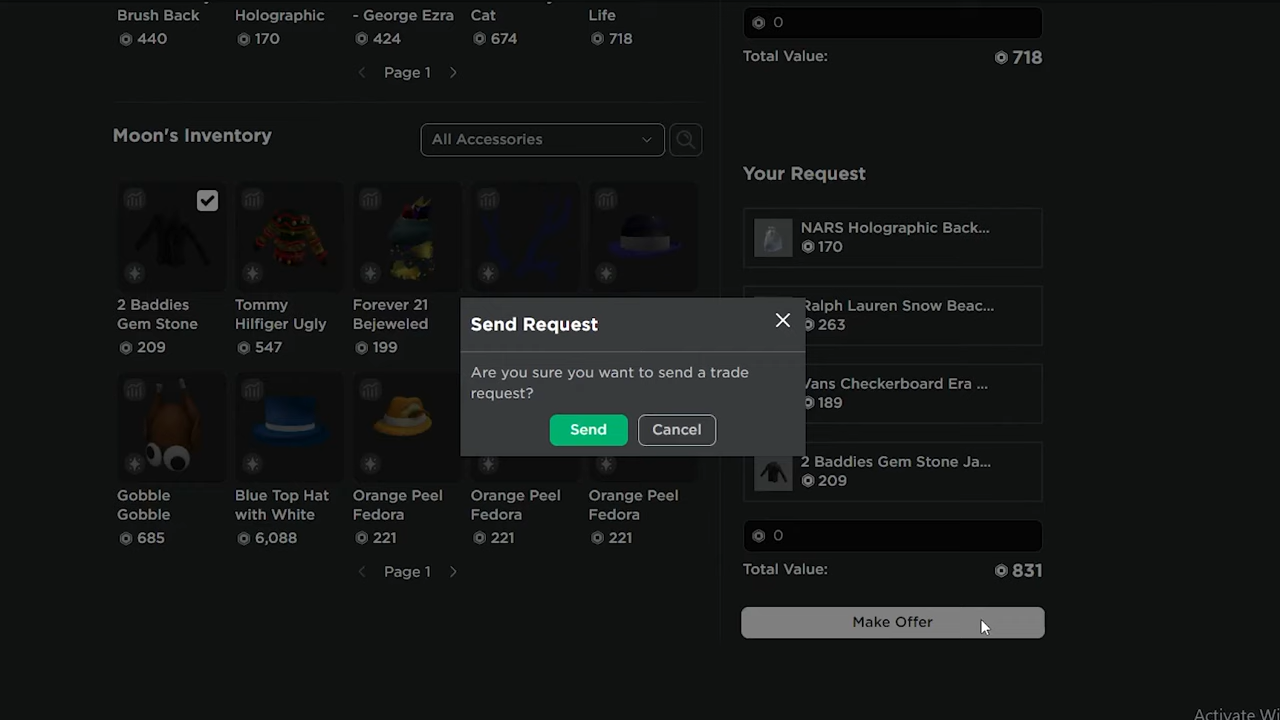 Brush Back
Holographic
- George Ezra
Cat
Life
440
170
424
674
718
Page 1
0
Total Value:
718
Moon's Inventory
All Accessories
2 Baddies
Gem Stone
209
Tommy
Hilfiger Ugly
547
Forever 21
Bejeweled
199
Gobble
Gobble
685
Blue Top Hat
with White
6,088
Orange Peel
Fedora
221
Orange Peel
Fedora
221
Orange Peel
Fedora
221
Page 1
Send Request
Are you sure you want to send a trade
request?
Send
Cancel
Your Request
NARS Holographic Back...
170
Ralph Lauren Snow Beac...
263
Vans Checkerboard Era ...
189
2 Baddies Gem Stone Ja...
209
0
Total Value:
831
Make Offer
Activate Wi